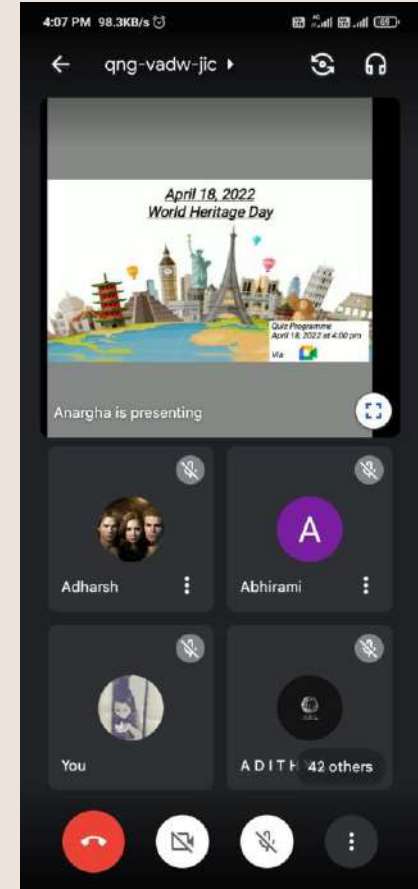 4:07 PM 98.3KB/s
69
qng-vadw-jic
April 18, 2022
World Heritage Day
Quiz Programme
April 18, 2022 at 4:00 pm
Via
Anargha is presenting
A
Adharsh
Abhirami
You
A D I T H
42 others